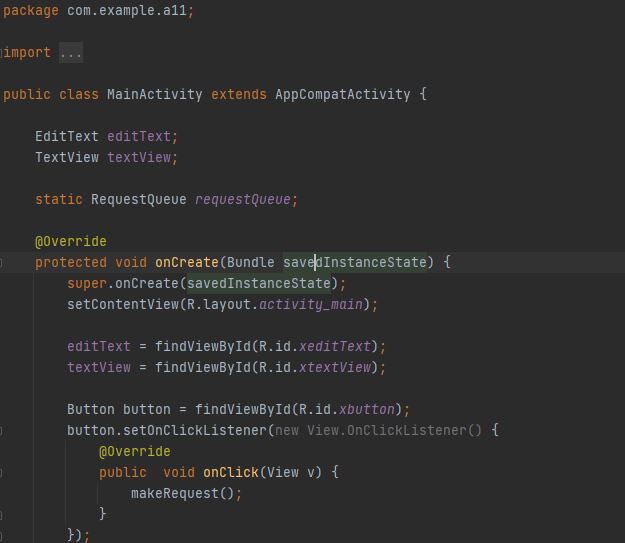 package com.example.a11;
import ...
public class MainActivity extends AppCompatActivity {
EditText editText;
TextView textView;
static RequestQueue requestQueue;
@Override
protected void onCreate(Bundle savedInstanceState) {
super.onCreate(savedInstanceState);
setContentView(R.layout.activity_main);
editText = findViewById(R.id.xeditText);
textView = findViewById(R.id.xtextView);
Button button = findViewById(R.id.xbutton);
button.setOnClickListener(new View.OnClickListener() {
@Override
public  void onClick(View v) {
makeRequest();
}
});